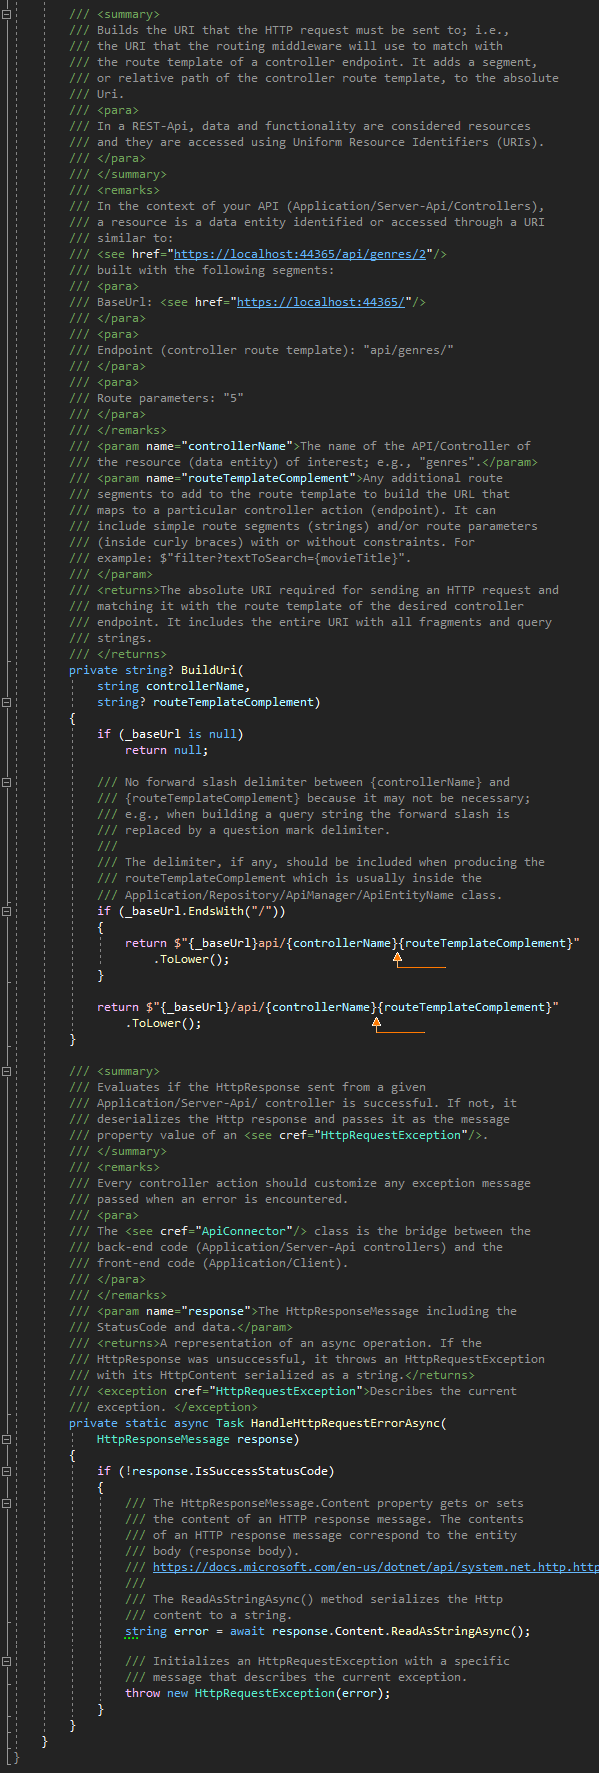 /// <summary>
/// Builds the URI that the HTTP request must be sent to; i.e.,
/// the URI that the routing middleware will use to match with
/// the route template of a controller endpoint. It adds a segment,
/// or relative path of the controller route template, to the absolute
/// Uri.
/// <para>
/// In a REST-Api, data and functionality are considered resources
/// and they are accessed using Uniform Resource Identifiers (URIs).
/// </para>
/// </summary>
/// <remarks>
/// In the context of your API (Application/Server-Api/Controllers),
/// a resource is a data entity identified or accessed through a URI
/// similar to:
/// <see href="https://localhost:44365/api/genres/2"/>
/// built with the following segments:
/// <para>
/// BaseUrl: <see href="https://localhost:44365/"/>
/// </para>
/// <para>
/// Endpoint (controller route template): "api/genres/"
/// </para>
/// <para>
/// Route parameters: "5"
/// </para>
/// </remarks>
/// <param name="controllerName">The name of the API/Controller of
/// the resource (data entity) of interest; e.g., "genres".</param>
/// <param name="routeTemplateComplement">Any additional route
/// segments to add to the route template to build the URL that
/// maps to a particular controller action (endpoint). It can
/// include simple route segments (strings) and/or route parameters
/// (inside curly braces) with or without constraints. For
/// example: $"filter?textToSearch={movieTitle}".
/// </param>
/// <returns>The absolute URI required for sending an HTTP request and
/// matching it with the route template of the desired controller
/// endpoint. It includes the entire URI with all fragments and query
/// strings.
/// </returns>
private string? BuildUri(
string controllerName,
string? routeTemplateComplement)
{
if (_baseUrl is null)
return null;
/// No forward slash delimiter between {controllerName} and
/// {routeTemplateComplement} because it may not be necessary;
/// e.g., when building a query string the forward slash is
/// replaced by a question mark delimiter.
///
/// The delimiter, if any, should be included when producing the
/// routeTemplateComplement which is usually inside the
/// Application/Repository/ApiManager/ApiEntityName class.
if (_baseUrl.EndsWith("/"))
{
return $"{_baseUrl}api/{controllerName}{routeTemplateComplement}"
.ToLower();
}
return $"{_baseUrl}/api/{controllerName}{routeTemplateComplement}"
.ToLower();
}
/// <summary>
/// Evaluates if the HttpResponse sent from a given
/// Application/Server-Api/ controller is successful. If not, it
/// deserializes the Http response and passes it as the message
/// property value of an <see cref="HttpRequestException"/>.
/// </summary>
/// <remarks>
/// Every controller action should customize any exception message
/// passed when an error is encountered.
/// <para>
/// The <see cref="ApiConnector"/> class is the bridge between the
/// back-end code (Application/Server-Api controllers) and the
/// front-end code (Application/Client).
/// </para>
/// </remarks>
/// <param name="response">The HttpResponseMessage including the
/// StatusCode and data.</param>
/// <returns>A representation of an async operation. If the
/// HttpResponse was unsuccessful, it throws an HttpRequestException
/// with its HttpContent serialized as a string.</returns>
/// <exception cref="HttpRequestException">Describes the current
/// exception. </exception>
private static async Task HandleHttpRequestErrorAsync(
HttpResponseMessage response)
{
if (!response.IsSuccessStatusCode)
{
/// The HttpResponseMessage.Content property gets or sets
/// the content of an HTTP response message. The contents
/// of an HTTP response message correspond to the entity
/// body (response body).
/// https://docs.microsoft.com/en-us/dotnet/api/system.net.http.http
///
/// The ReadAsStringAsync() method serializes the Http
/// content to a string.
string error = await response.Content.ReadAsStringAsync();
/// Initializes an HttpRequestException with a specific
/// message that describes the current exception.
throw new HttpRequestException(error);
}
}
}
}